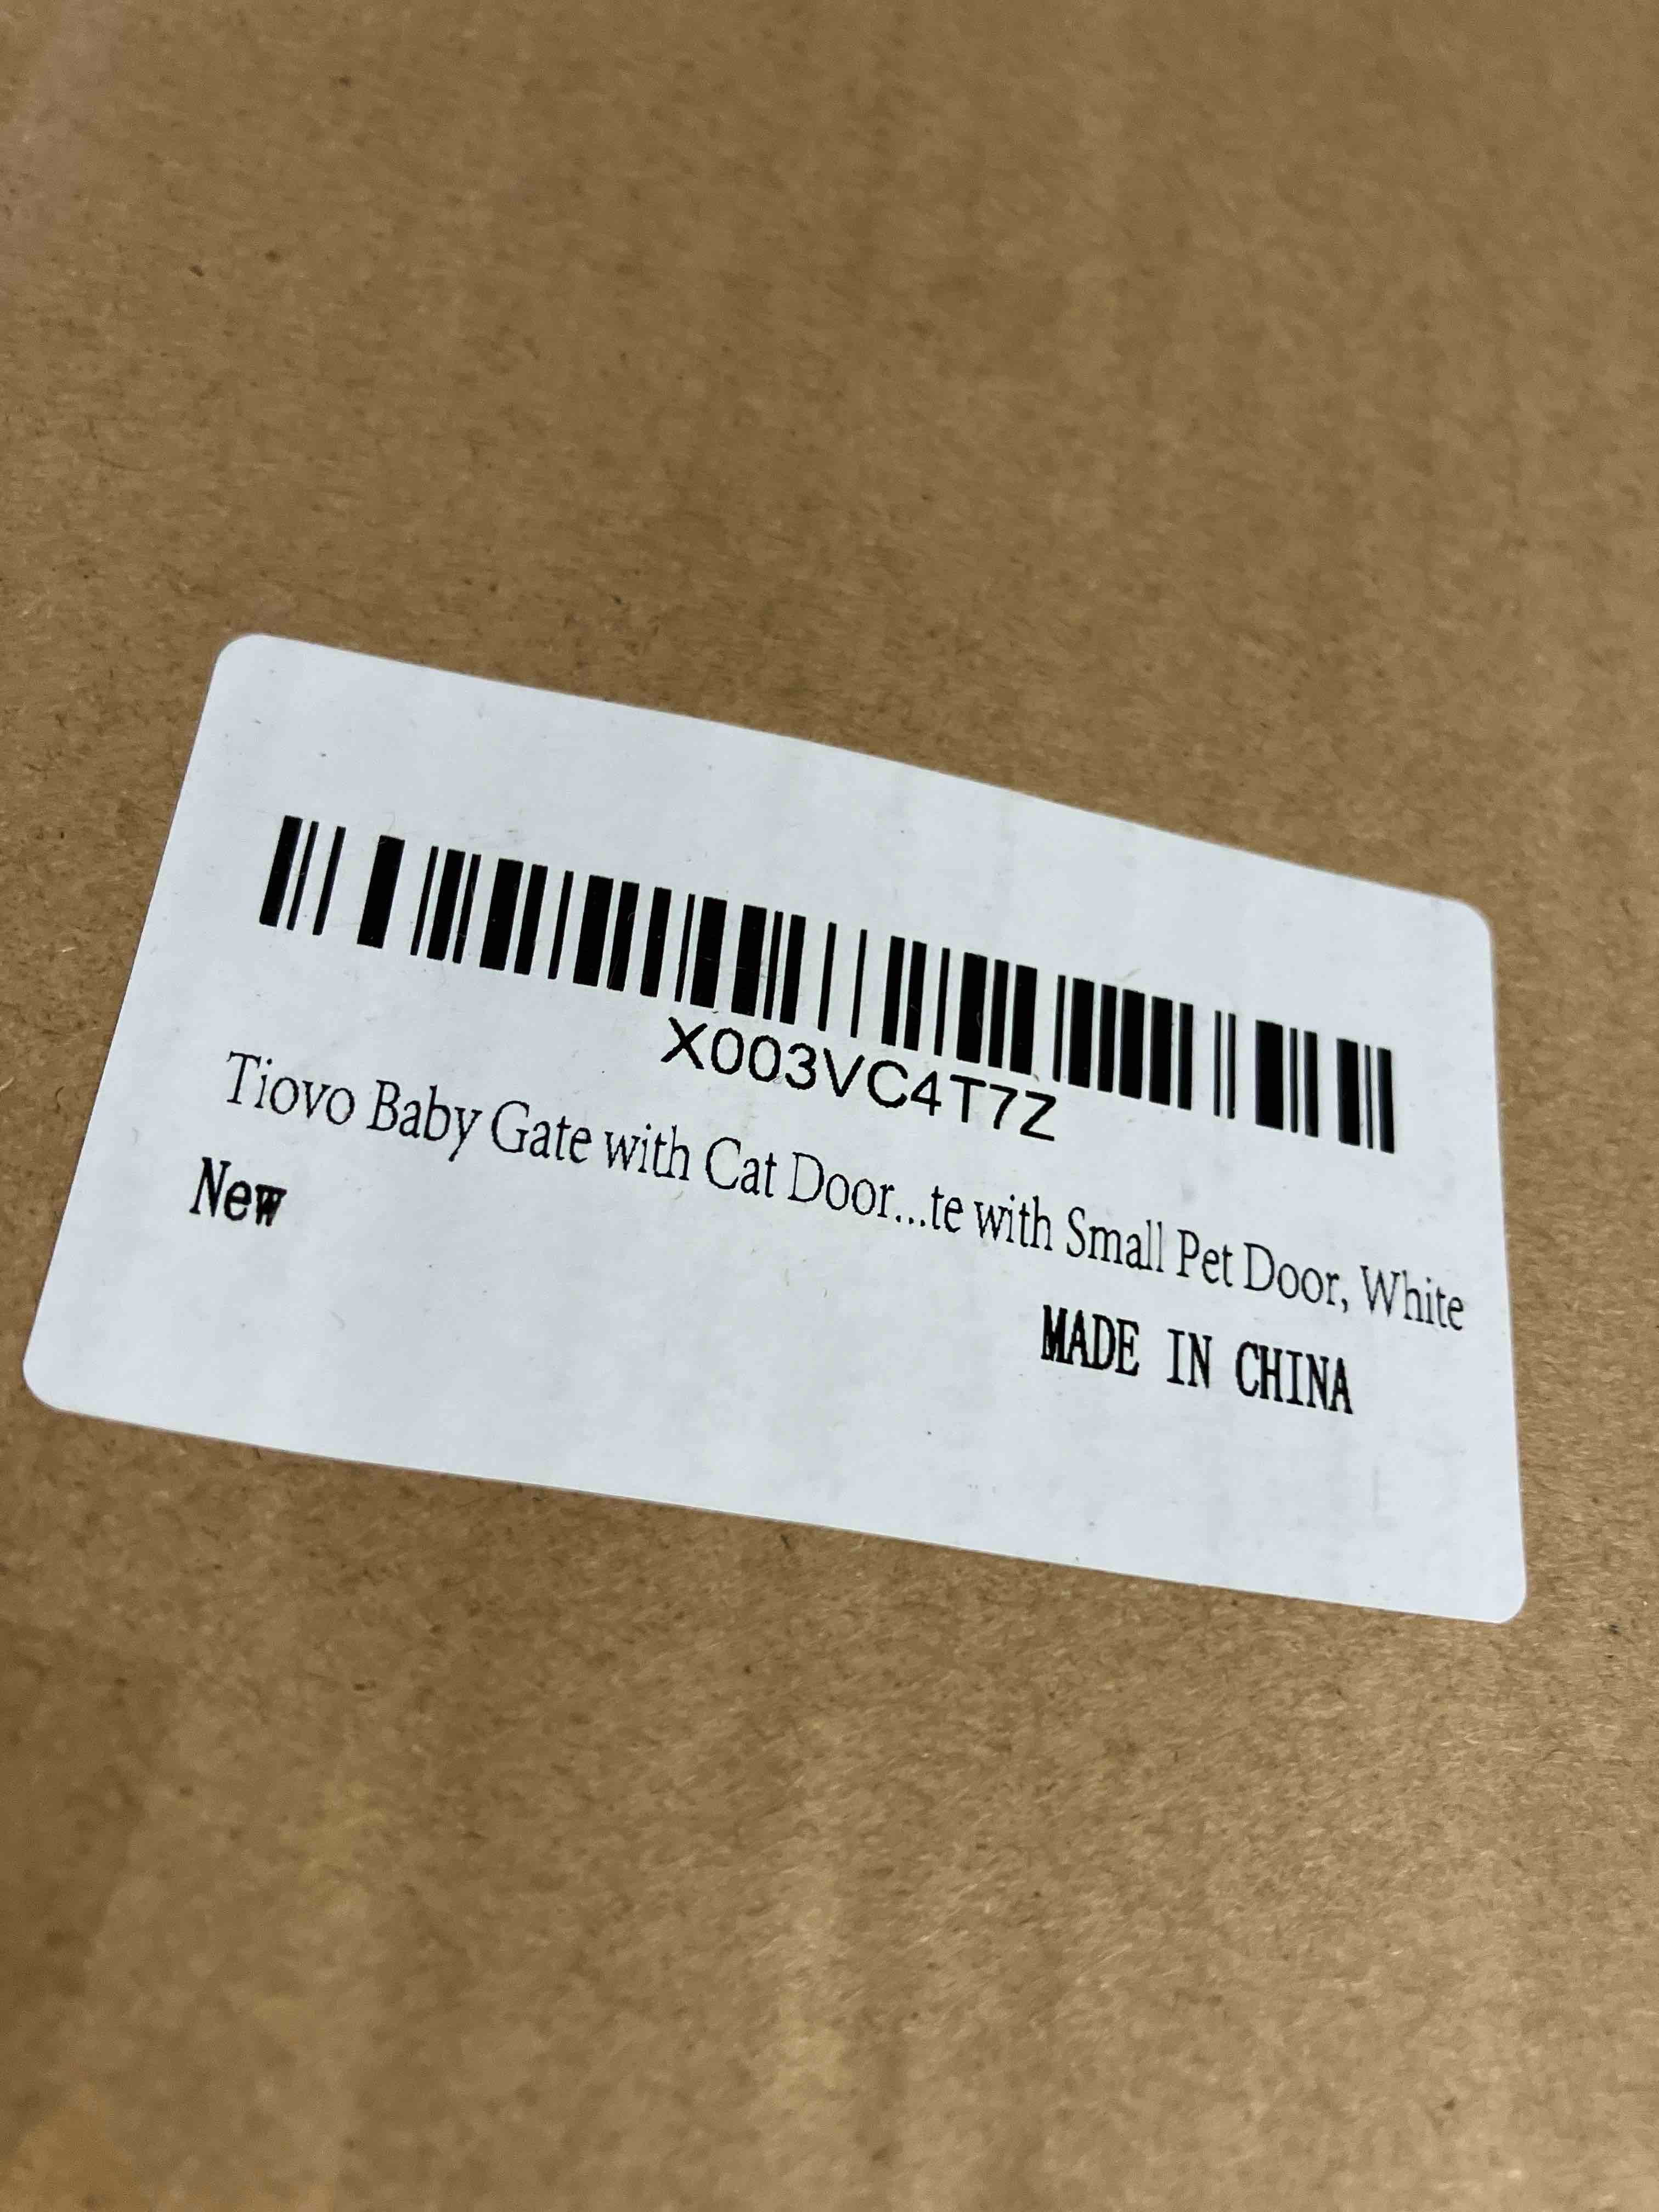 X003VC4T7Z
Tiovo Baby Gate with Cat Door...te with Small Pet Door, White
New
MADE IN CHINA